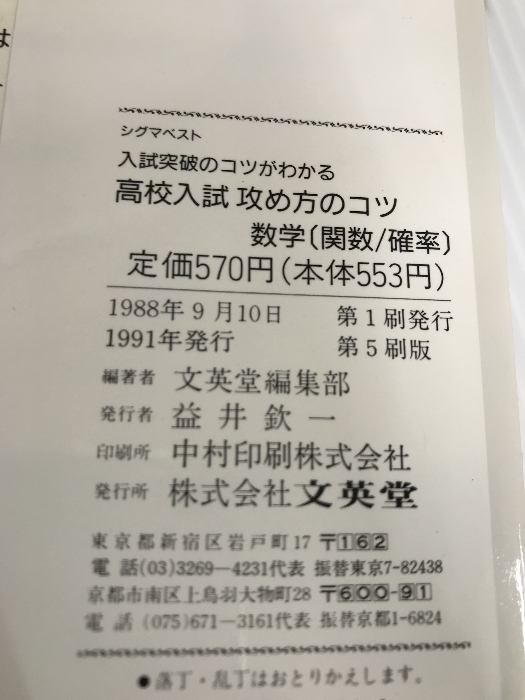 は
シグマベスト
入試突破のコツがわかる
高校入試 攻め方のコツ
数学〔関数/確率〕
定価570円(本体553円)
1988年 9 月10日 第 1 刷発行
1991年発行 第 5 刷版
編著者 文英堂編集部
発行者 益井欽一
印刷所 中村印刷株式会社
発行所 株式会社文英堂
東京都新宿区岩戸町17 〒162
電話(03)3269―4231代表 振替東京7-82438
京都市南区上鳥羽大物町28 〒600-91
電話 (075)671―3161代表 振替京都1-6824
●落丁・乱丁はおとりかえします。